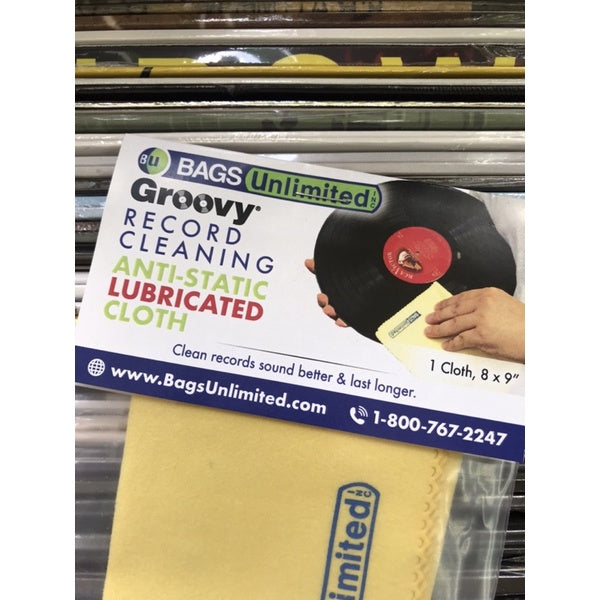 BU BAGS Unlimited INC
Groovy®
RECORD
CLEANING
ANTI-STATIC
LUBRICATED
CLOTH
1 Cloth, 8 x 9"
Clean records sound better & last longer.
www.BagsUnlimited.com 1-800-767-2247
imited INC